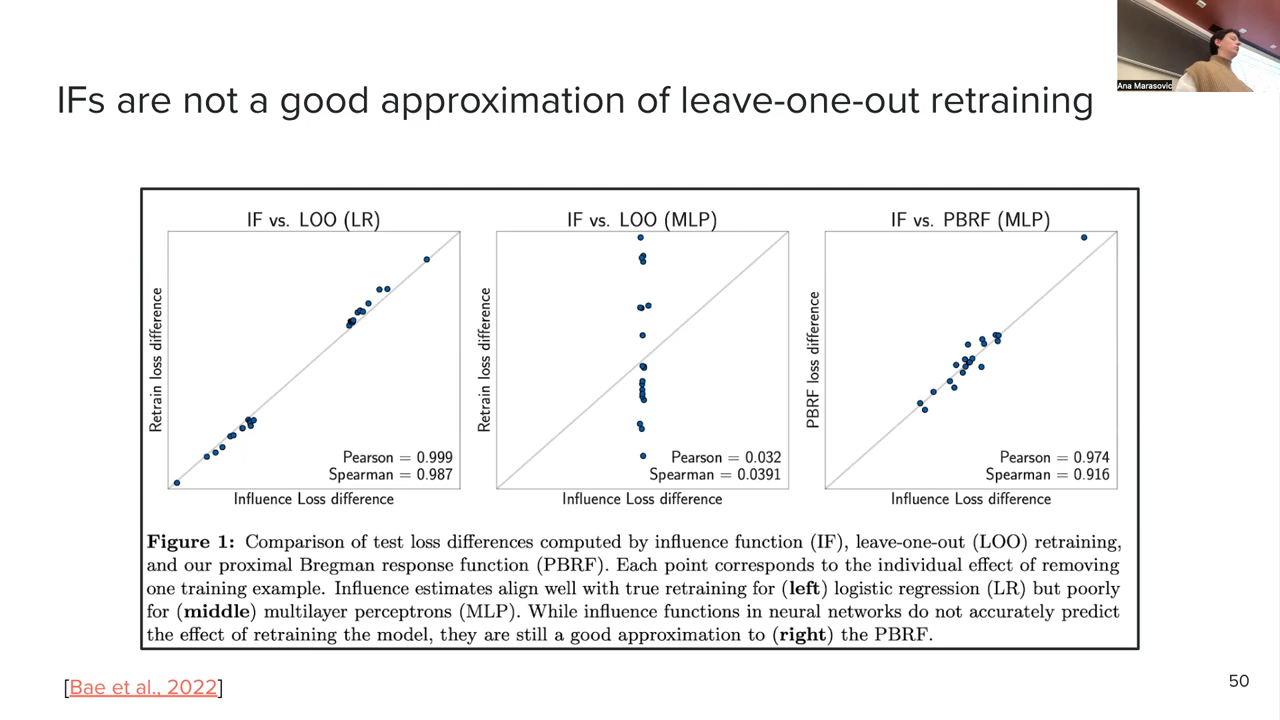 Ana Marasovic
IFs are not a good approximation of leave-one-out retraining
IF vs. LOO (LR)
Retrain loss difference
Pearson = 0.999
Spearman = 0.987
Influence Loss difference
IF vs. LOO (MLP)
Retrain loss difference
Pearson = 0.032
Spearman = 0.0391
Influence Loss difference
IF vs. PBRF (MLP)
PBRF loss difference
Pearson = 0.974
Spearman = 0.916
Influence Loss difference
Figure 1: Comparison of test loss differences computed by influence function (IF), leave-one-out (LOO) retraining,
and our proximal Bregman response function (PBRF). Each point corresponds to the individual effect of removing
one training example. Influence estimates align well with true retraining for (left) logistic regression (LR) but poorly
for (middle) multilayer perceptrons (MLP). While influence functions in neural networks do not accurately predict
the effect of retraining the model, they are still a good approximation to (right) the PBRF.
[Bae et al., 2022]
50